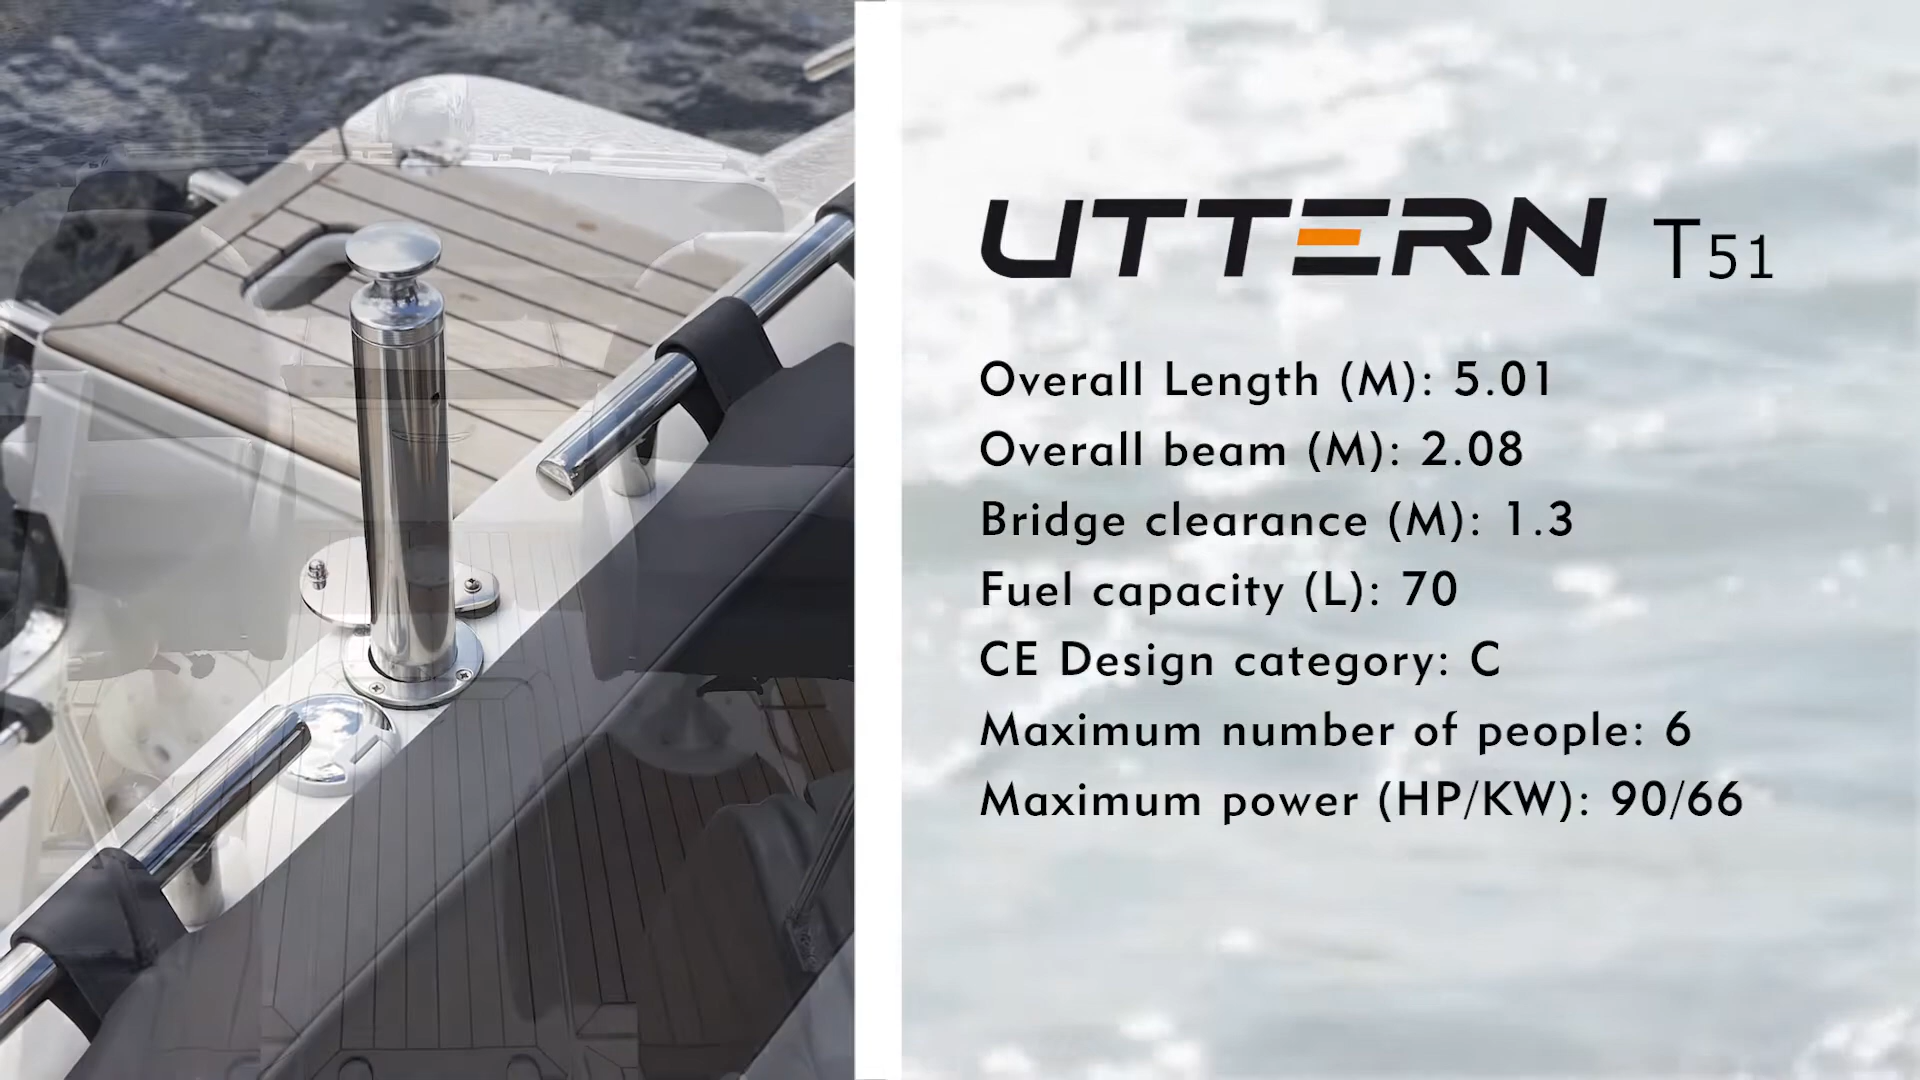 UTTERN T51
Overall Length (M): 5.01
Overall beam (M): 2.08
Bridge clearance (M): 1.3
Fuel capacity (L): 70
CE Design category: C
Maximum number of people: 6
Maximum power (HP/KW): 90/66